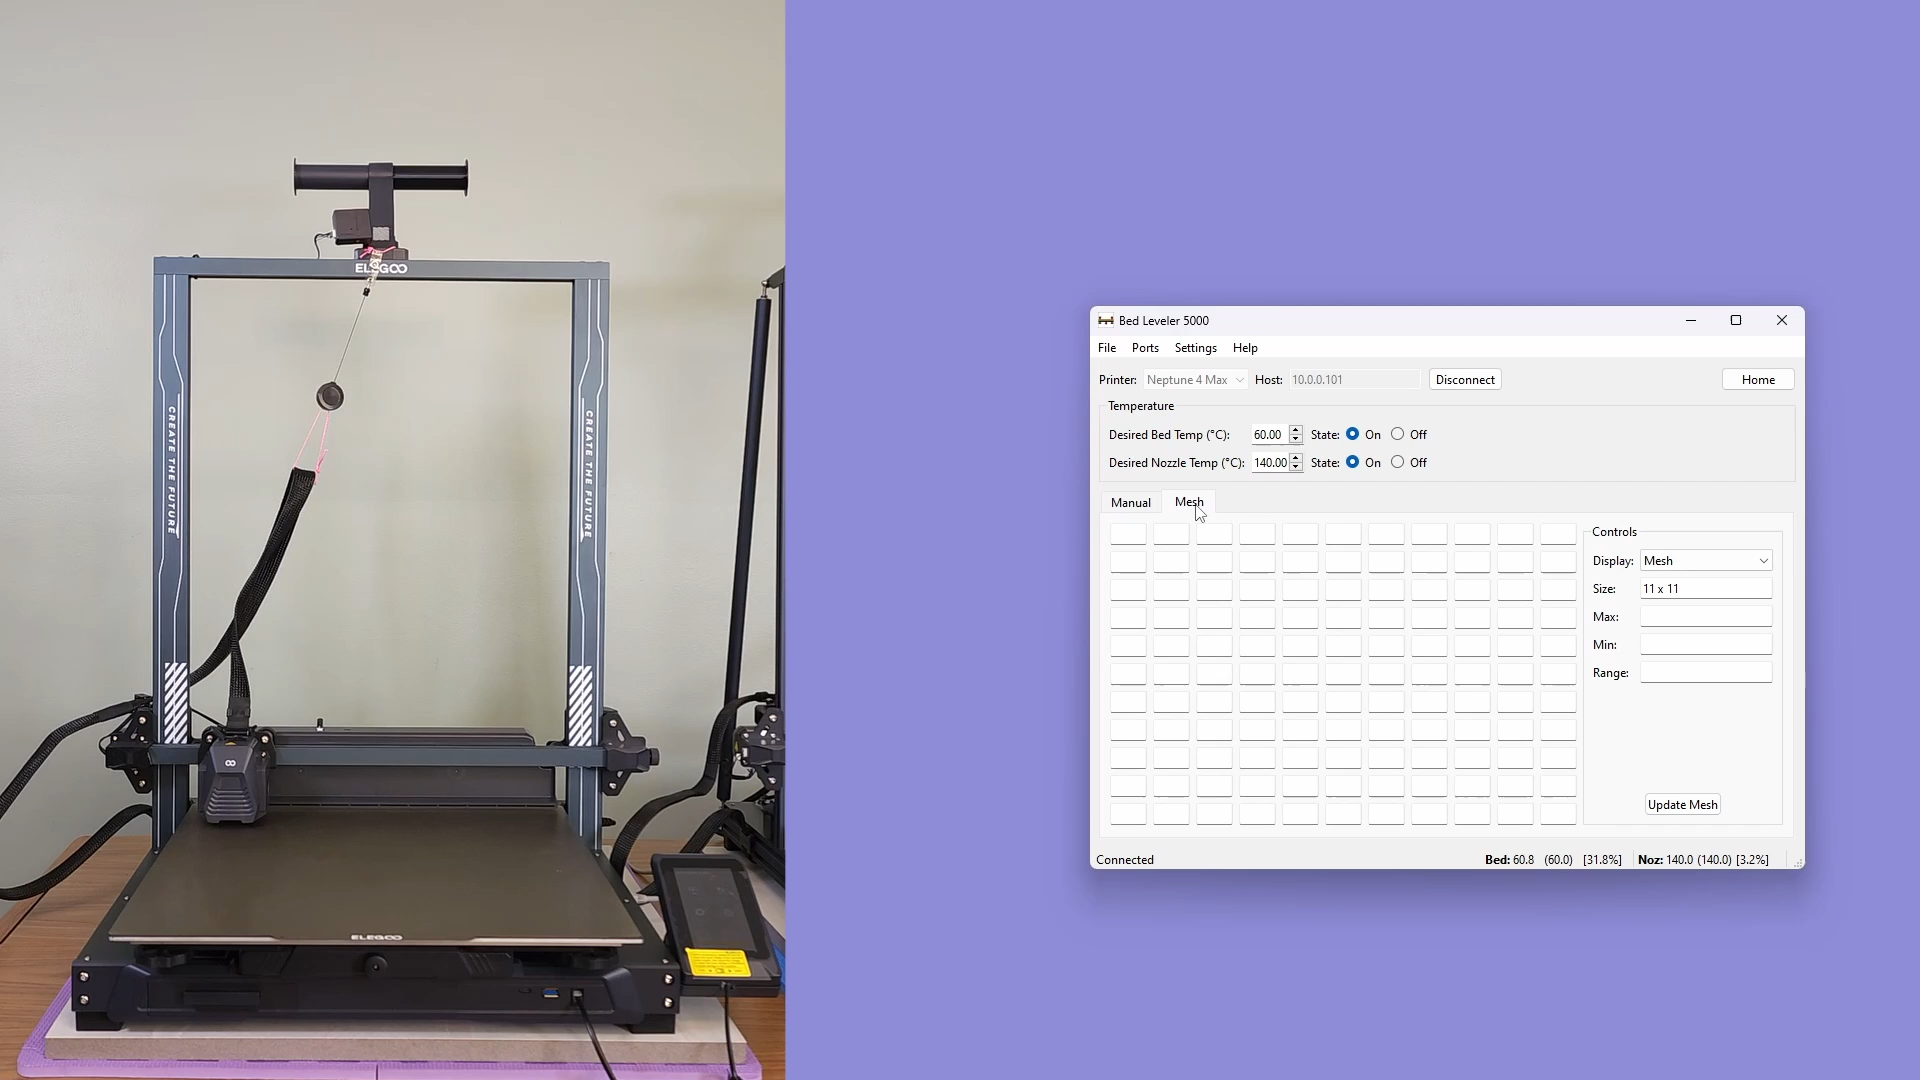 ELEGOO
CREATE THE FUTURE
CREATE THE FUTURE
ELEGOO
Bed Leveler 5000
File Ports Settings Help
Printer: Neptune 4 Max Host: 10.0.0.101 Disconnect Home
Temperature
Desired Bed Temp (°C): 60.00 State: On Off
Desired Nozzle Temp (°C): 140.00 State: On Off
Manual Mesh
Controls
Display: Mesh
Size: 11 x 11
Max:
Min:
Range:
Update Mesh
Connected Bed: 60.8 (60.0) [31.8%] Noz: 140.0 (140.0) [3.2%]